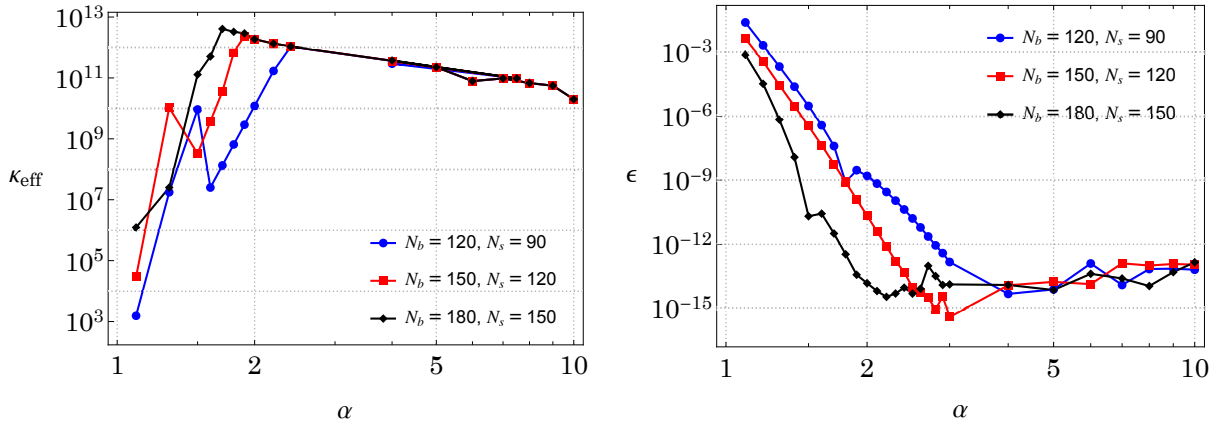 10^13
10^11
10^9
10^7
10^5
10^3
κ_eff
N_b = 120, N_s = 90
N_b = 150, N_s = 120
N_b = 180, N_s = 150
1 2 5 10
α
10^-3
10^-6
10^-9
10^-12
10^-15
ϵ
N_b = 120, N_s = 90
N_b = 150, N_s = 120
N_b = 180, N_s = 150
1 2 5 10
α